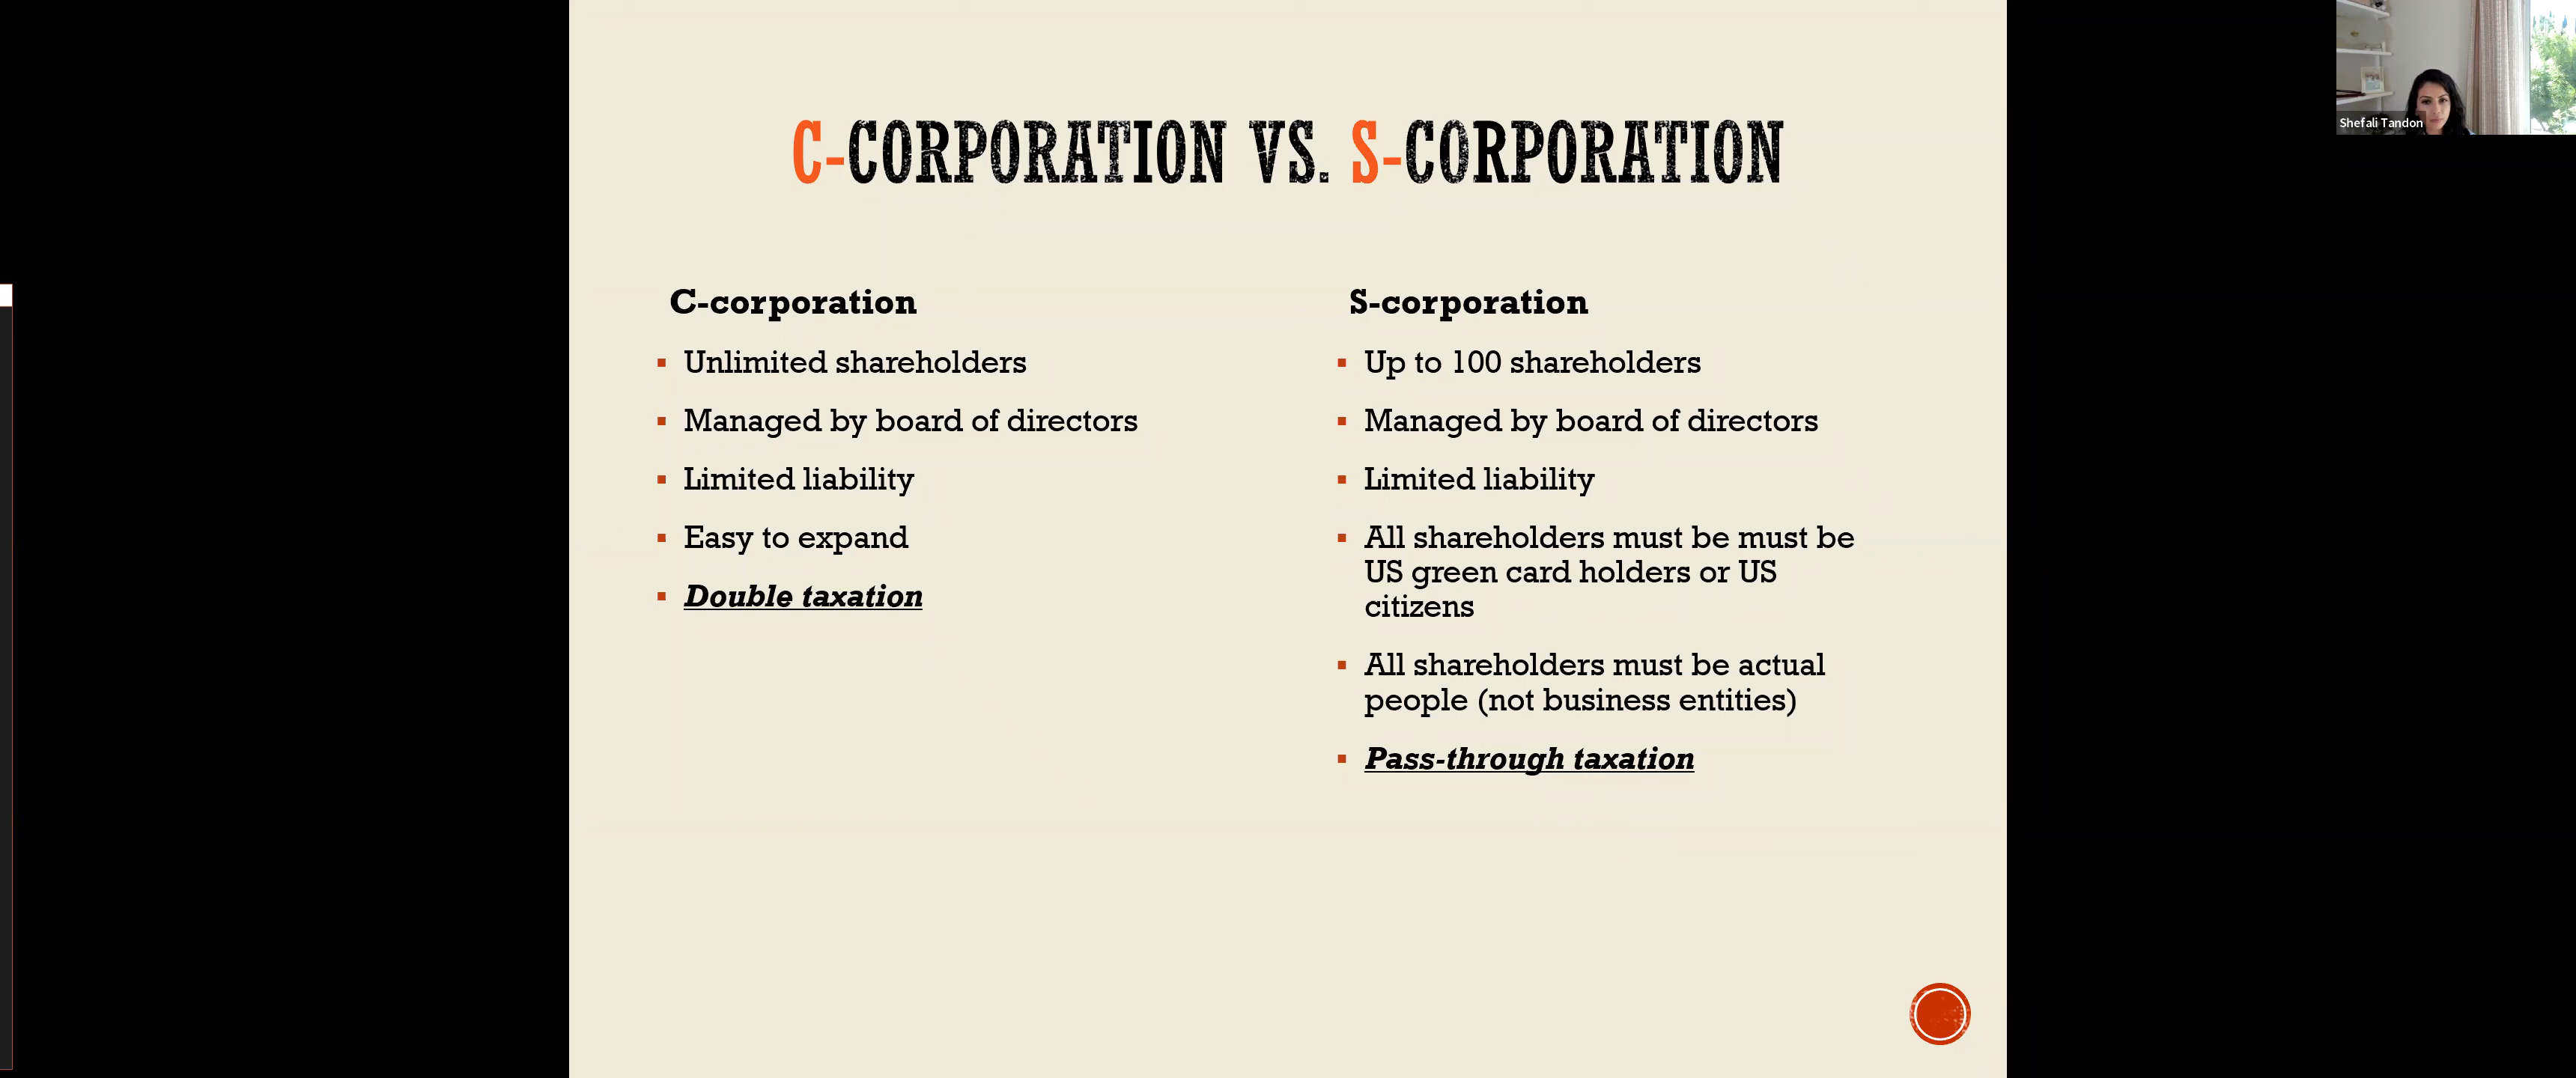 C-CORPORATION VS. S-CORPORATION
C-corporation
Unlimited shareholders
Managed by board of directors
Limited liability
Easy to expand
Double taxation
S-corporation
Up to 100 shareholders
Managed by board of directors
Limited liability
All shareholders must be must be
US green card holders or US
citizens
All shareholders must be actual
people (not business entities)
Pass-through taxation
Shefali Tandon